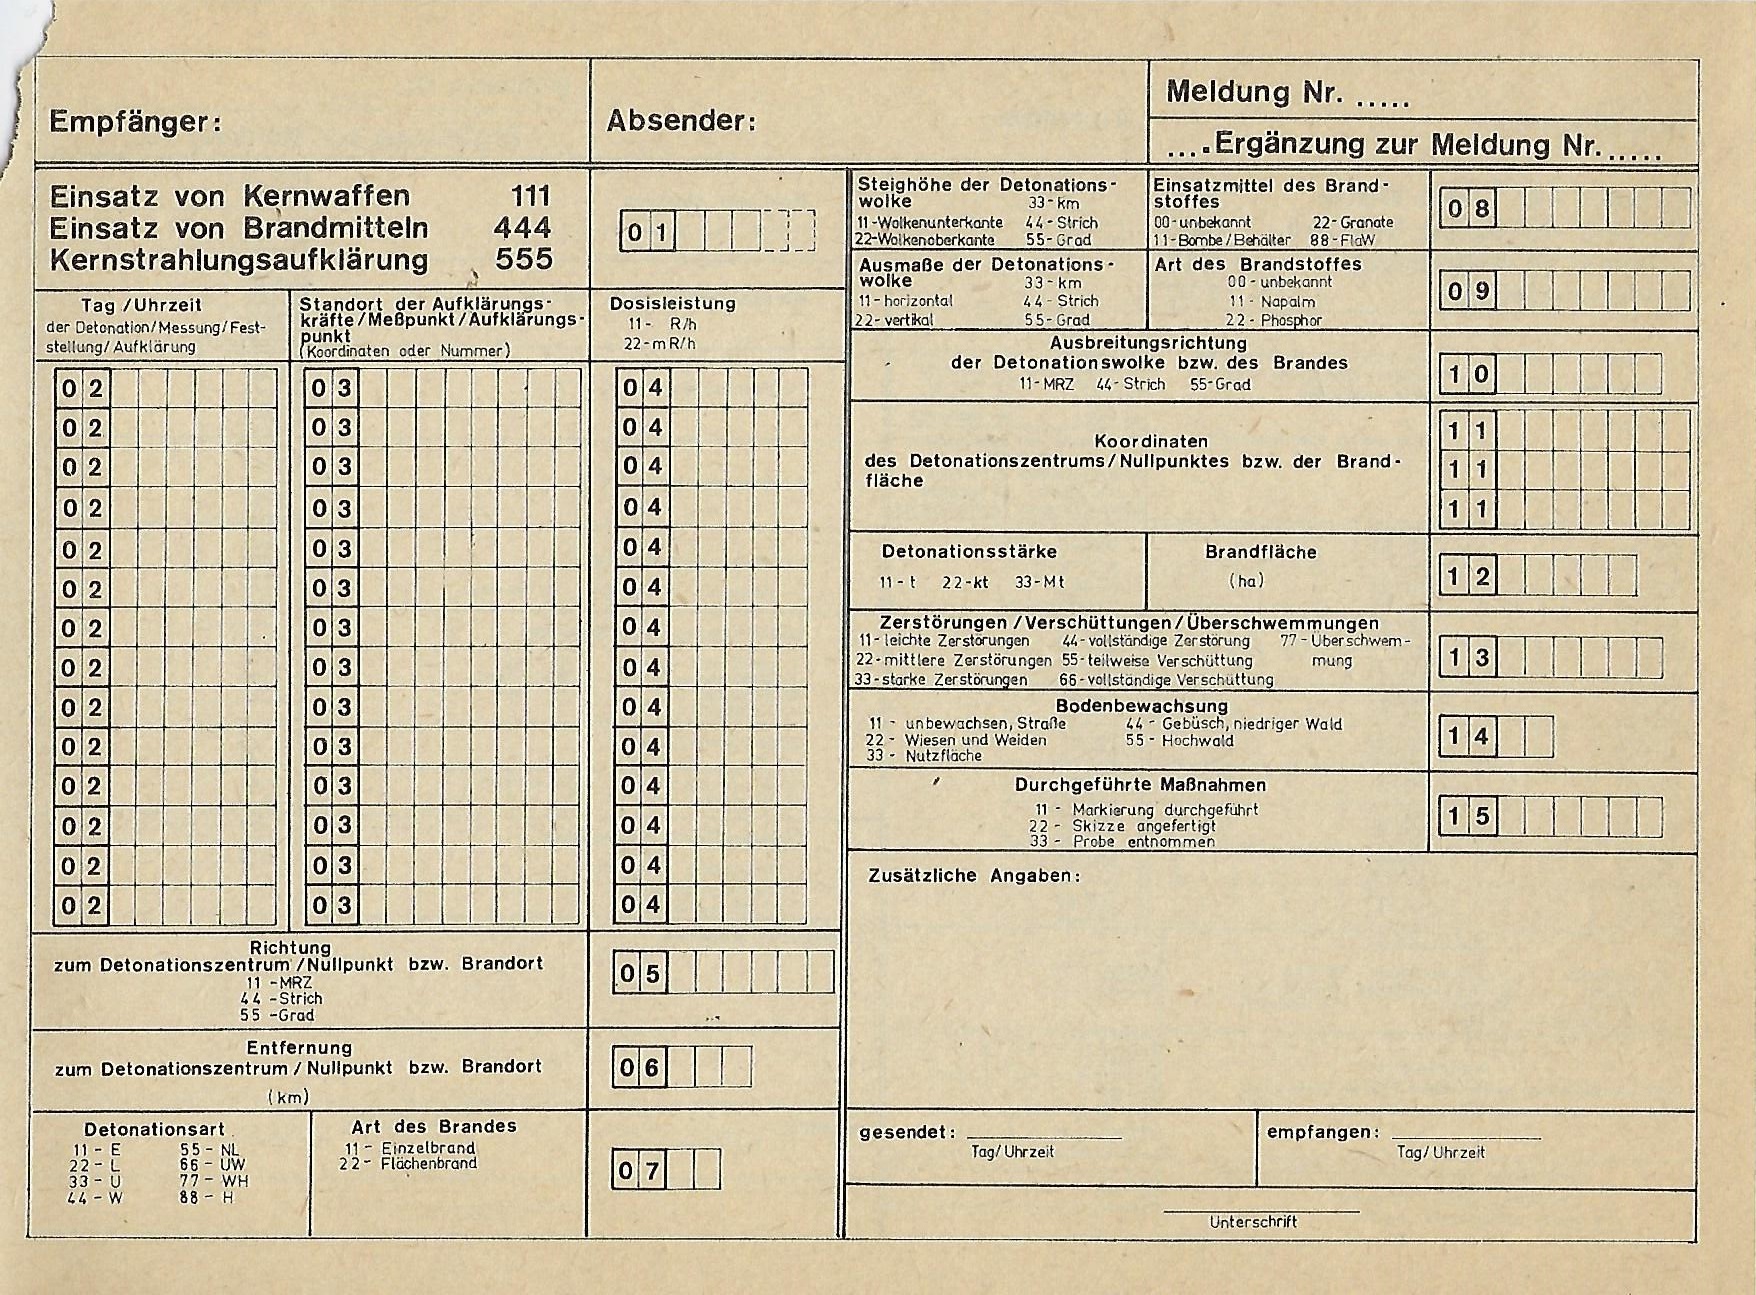 Empfänger:
Absender:
Meldung Nr. .....
.... Ergänzung zur Meldung Nr. .....
Einsatz von Kernwaffen 111
Einsatz von Brandmitteln 444
Kernstrahlungsaufklärung 555
01
Tag/Uhrzeit
der Detonation/Messung/Fest-
stellung/Aufklärung
Standort der Aufklärungs-
kräfte/Meßpunkt/Aufklärungs-
punkt
(Koordinaten oder Nummer)
Dosisleistung
11- R/h
22-mR/h
02 03 04
02 03 04
02 03 04
02 03 04
02 03 04
02 03 04
02 03 04
02 03 04
02 03 04
02 03 04
02 03 04
02 03 04
02 03 04
02 03 04
Richtung
zum Detonationszentrum/Nullpunkt bzw. Brandort
11 -MRZ
44 -Strich
55 -Grad
05
Entfernung
zum Detonationszentrum/Nullpunkt bzw. Brandort
(km)
06
Detonationsart
11 - E 55 - NL
22 - L 66 - UW
33 - U 77 - WH
44 - W 88 - H
Art des Brandes
11 - Einzelbrand
22 - Flächenbrand
07
Steighöhe der Detonations-
wolke 33-km
11-Wolkenunterkante 44-Strich
22-Wolkenoberkante 55-Grad
Einsatzmittel des Brand-
stoffes
00-unbekannt 22-Granate
11-Bombe/Behälter 88-FldW
08
Ausmaße der Detonations-
wolke 33-km
11-horizontal 44-Strich
22-vertikal 55-Grad
Art des Brandstoffes
00-unbekannt
11 - Napalm
22 - Phosphor
09
Ausbreitungsrichtung
der Detonationswolke bzw. des Brandes
11-MRZ 44-Strich 55-Grad
10
Koordinaten
des Detonationszentrums/Nullpunktes bzw. der Brand-
fläche
11
11
11
Detonationsstärke
11-t 22-kt 33-Mt
Brandfläche
(ha)
12
Zerstörungen/Verschüttungen/Überschwemmungen
11-leichte Zerstörungen 44-vollständige Zerstörung 77-Überschwem-
22-mittlere Zerstörungen 55-teilweise Verschüttung mung
33-starke Zerstörungen 66-vollständige Verschüttung
13
Bodenbewachsung
11 - unbewachsen, Straße 44 - Gebüsch, niedriger Wald
22 - Wiesen und Weiden 55 - Hochwald
33 - Nutzfläche
14
Durchgeführte Maßnahmen
11 - Markierung durchgeführt
22 - Skizze angefertigt
33 - Probe entnommen
15
Zusätzliche Angaben:
gesendet:
Tag/Uhrzeit
empfangen:
Tag/Uhrzeit
Unterschrift